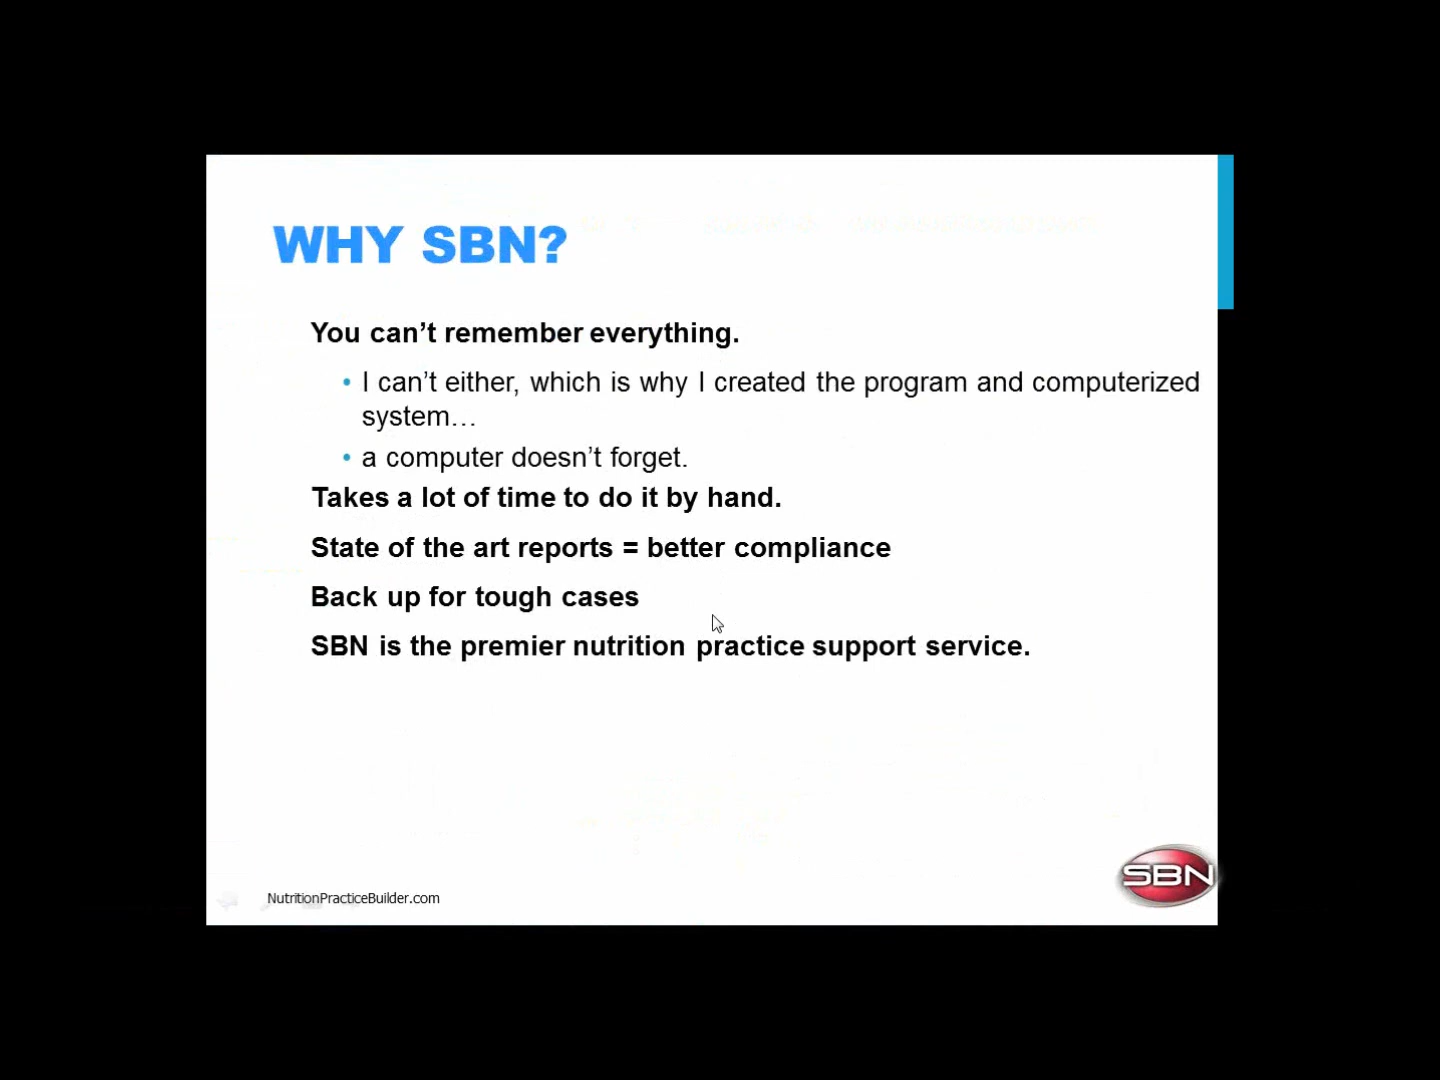 WHY SBN?
You can’t remember everything.
• I can’t either, which is why I created the program and computerized
system…
• a computer doesn’t forget.
Takes a lot of time to do it by hand.
State of the art reports = better compliance
Back up for tough cases
SBN is the premier nutrition practice support service.
SBN
NutritionPracticeBuilder.com